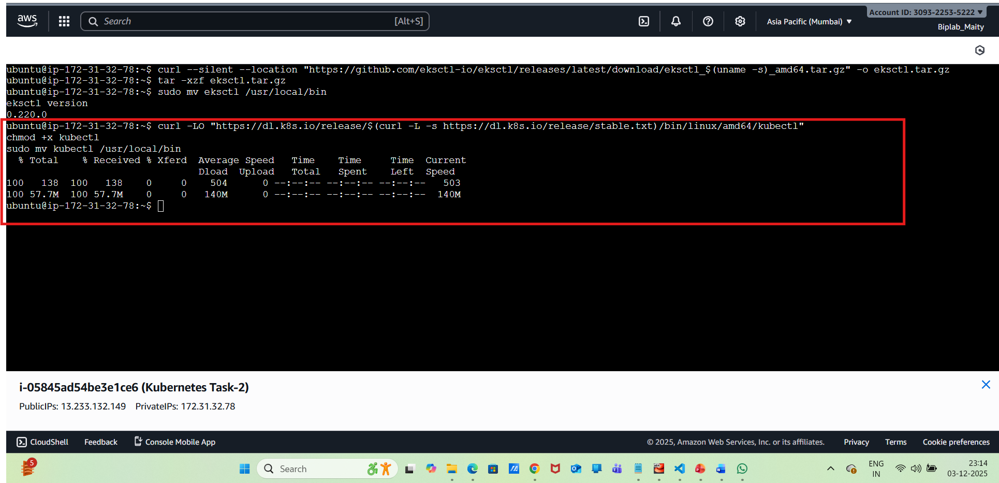 aws
Search
[Alt+S]
Asia Pacific (Mumbai)
Account ID: 3093-2253-5222
Biplab_Maity
ubuntu@ip-172-31-32-78:~$ curl --silent --location "https://github.com/eksctl-io/eksctl/releases/latest/download/eksctl_$(uname -s)_amd64.tar.gz" -o eksctl.tar.gz
ubuntu@ip-172-31-32-78:~$ tar -xzf eksctl.tar.gz
ubuntu@ip-172-31-32-78:~$ sudo mv eksctl /usr/local/bin
eksctl version
0.220.0
ubuntu@ip-172-31-32-78:~$ curl -LO "https://dl.k8s.io/release/$(curl -L -s https://dl.k8s.io/release/stable.txt)/bin/linux/amd64/kubectl"
chmod +x kubectl
sudo mv kubectl /usr/local/bin
% Total % Received % Xferd Average Speed Time Time Time Current
Dload Upload Total Spent Left Speed
100 138 100 138 0 0 504 0 --:--:-- --:--:-- --:--:-- 503
100 57.7M 100 57.7M 0 0 140M 0 --:--:-- --:--:-- --:--:-- 140M
ubuntu@ip-172-31-32-78:~$
i-05845ad54be3e1ce6 (Kubernetes Task-2)
PublicIPs: 13.233.132.149 PrivateIPs: 172.31.32.78
CloudShell Feedback Console Mobile App
© 2025, Amazon Web Services, Inc. or its affiliates. Privacy Terms Cookie preferences
5
Search
ENG
IN
23:14
03-12-2025